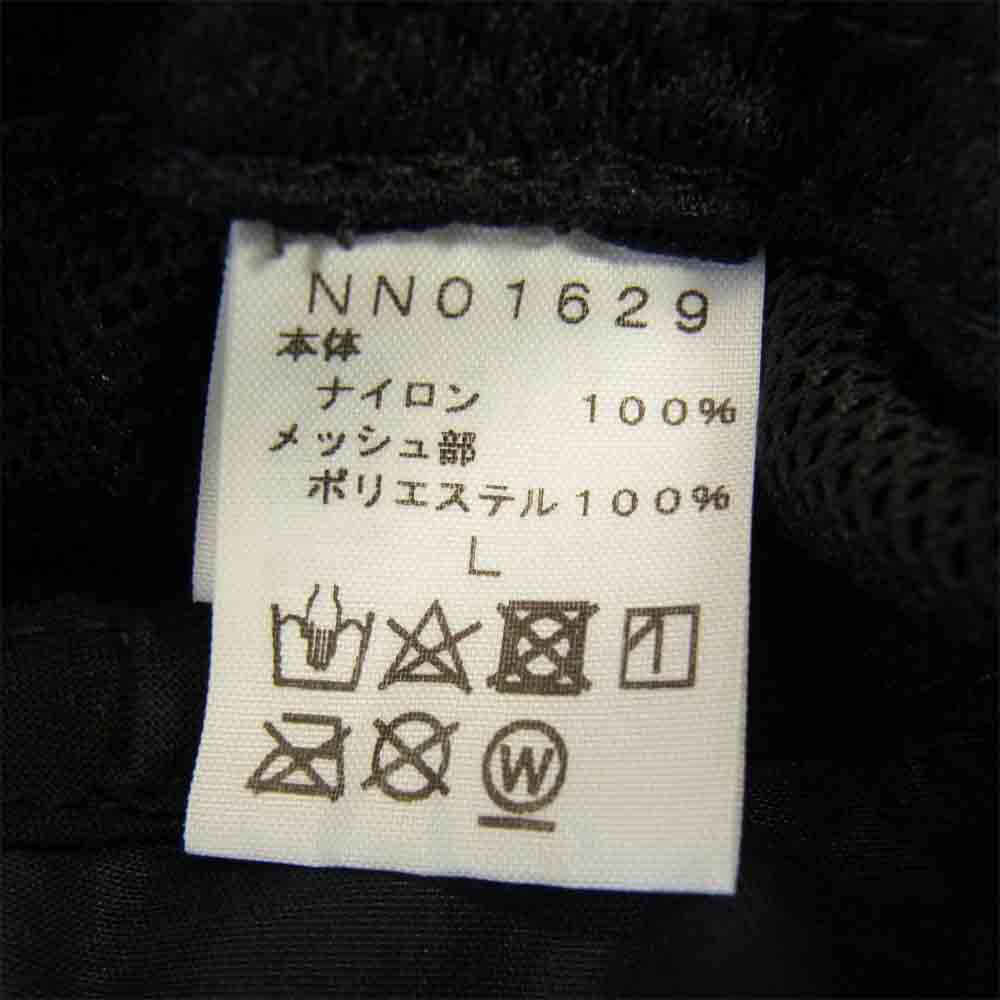 NN01629
本体
ナイロン 100%
メッシュ部
ポリエステル100%
L
W